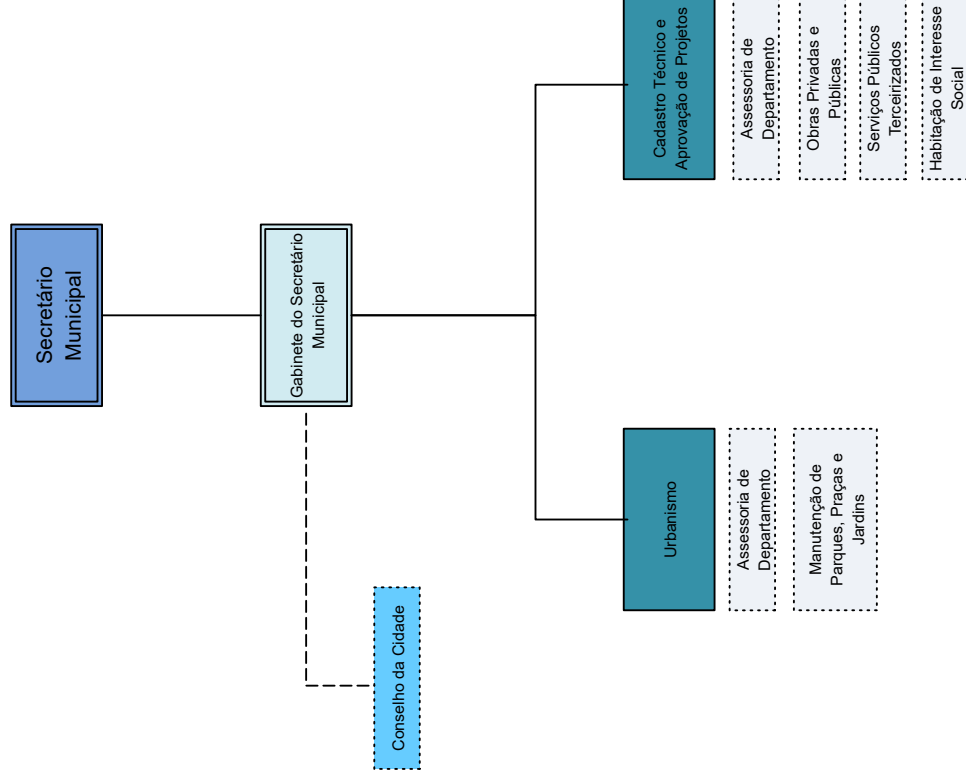 Secretário
Municipal
Gabinete do Secretário
Municipal
Conselho da Cidade
Urbanismo
Assessoria de
Departamento
Manutenção de
Parques, Praças e
Jardins
Cadastro Técnico e
Aprovação de Projetos
Assessoria de
Departamento
Obras Privadas e
Públicas
Serviços Públicos
Terceirizados
Habitação de Interesse
Social